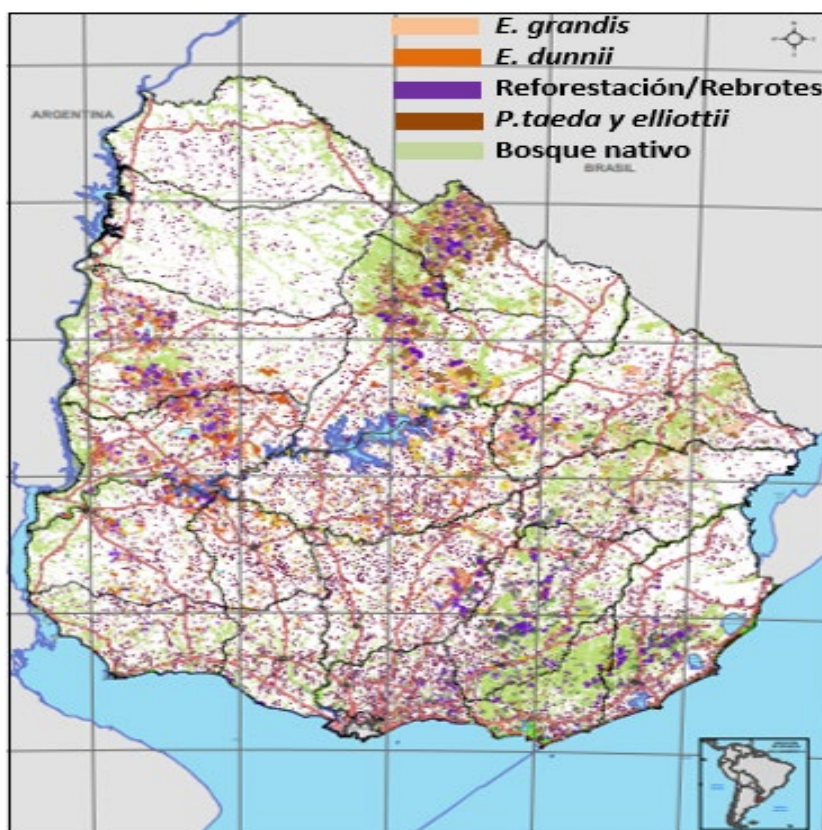 E. grandis
E. dunnii
Reforestación/Rebrotes
P.taeda y elliottii
Bosque nativo
ARGENTINA
BRASIL